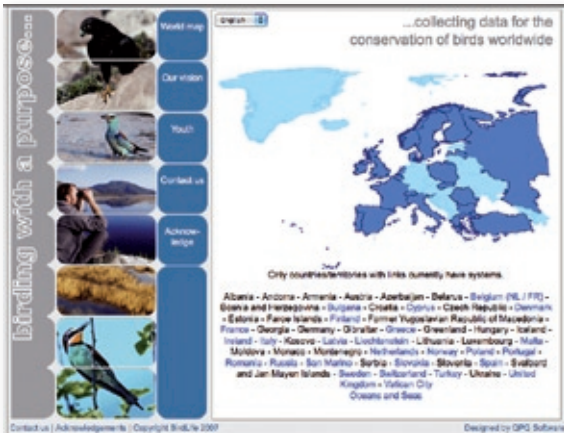 birding with a purpose...
World map
Our vision
Youth
Contact us
Acknow-
ledge
English
...collecting data for the
conservation of birds worldwide
Only countries/territories with links currently have systems.
Albania - Andorra - Armenia - Austria - Azerbaijan - Belarus - Belgium (NL / FR) -
Bosnia and Herzegovina - Bulgaria - Croatia - Cyprus - Czech Republic - Denmark
- Estonia - Faroe Islands - Finland - Former Yugoslavian Republic of Macedonia -
France - Georgia - Germany - Gibraltar - Greece - Greenland - Hungary - Iceland -
Ireland - Italy - Kosovo - Latvia - Liechtenstein - Lithuania - Luxembourg - Malta -
Moldova - Monaco - Montenegro - Netherlands - Norway - Poland - Portugal -
Romania - Russia - San Marino - Serbia - Slovakia - Slovenia - Spain - Svalbard
and Jan Mayen Islands - Sweden - Switzerland - Turkey - Ukraine - United
Kingdom - Vatican City
Oceans and Seas
Contact us | Acknowledgements | Copyright BirdLife 2007
Designed by QPG Software